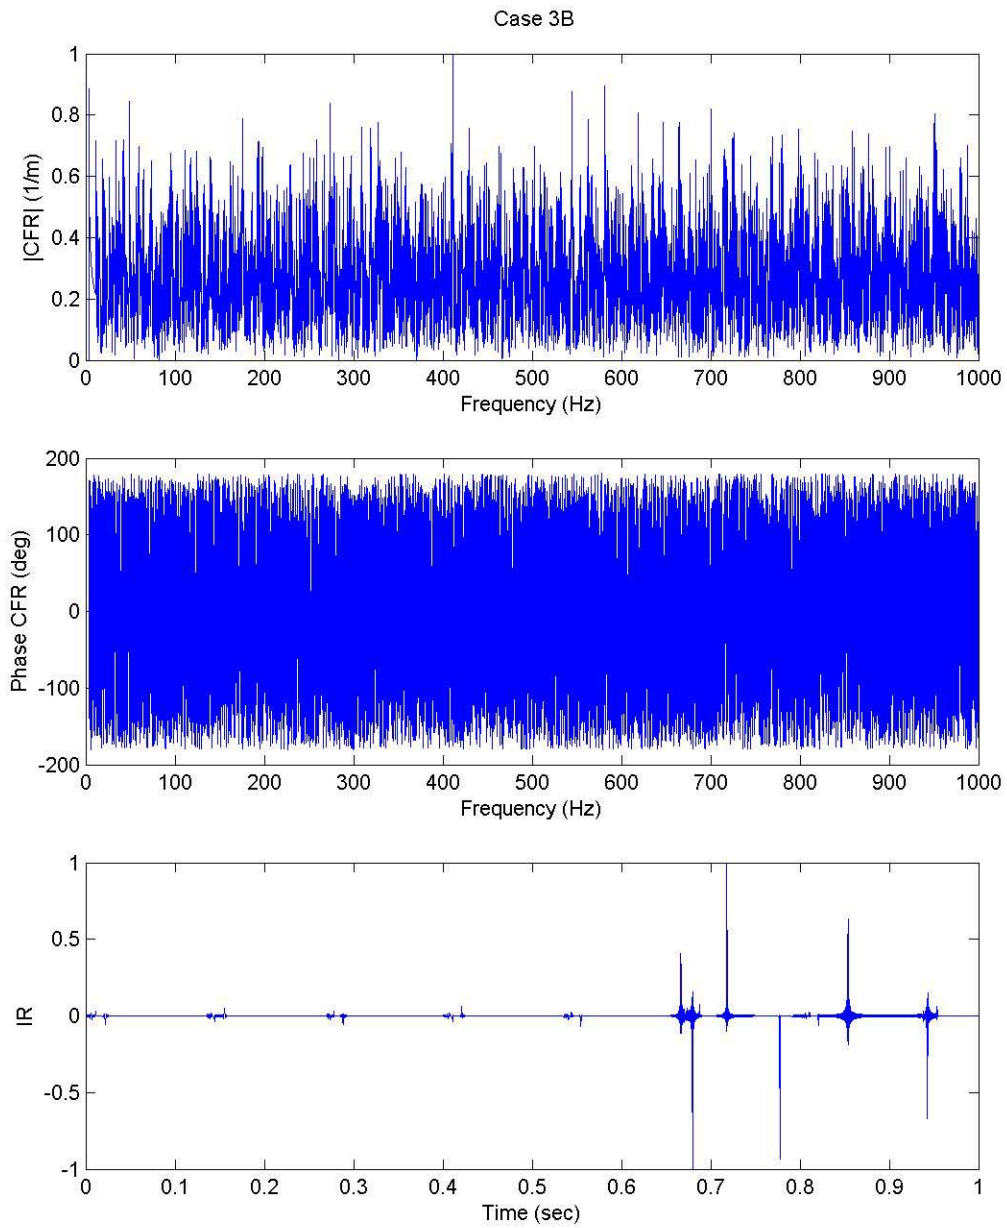 Case 3B
1
0.8
0.6
0.4
0.2
0
|CFR| (1/m)
0 100 200 300 400 500 600 700 800 900 1000
Frequency (Hz)
200
100
0
-100
-200
Phase CFR (deg)
0 100 200 300 400 500 600 700 800 900 1000
Frequency (Hz)
1
0.5
0
-0.5
-1
IR
0 0.1 0.2 0.3 0.4 0.5 0.6 0.7 0.8 0.9 1
Time (sec)